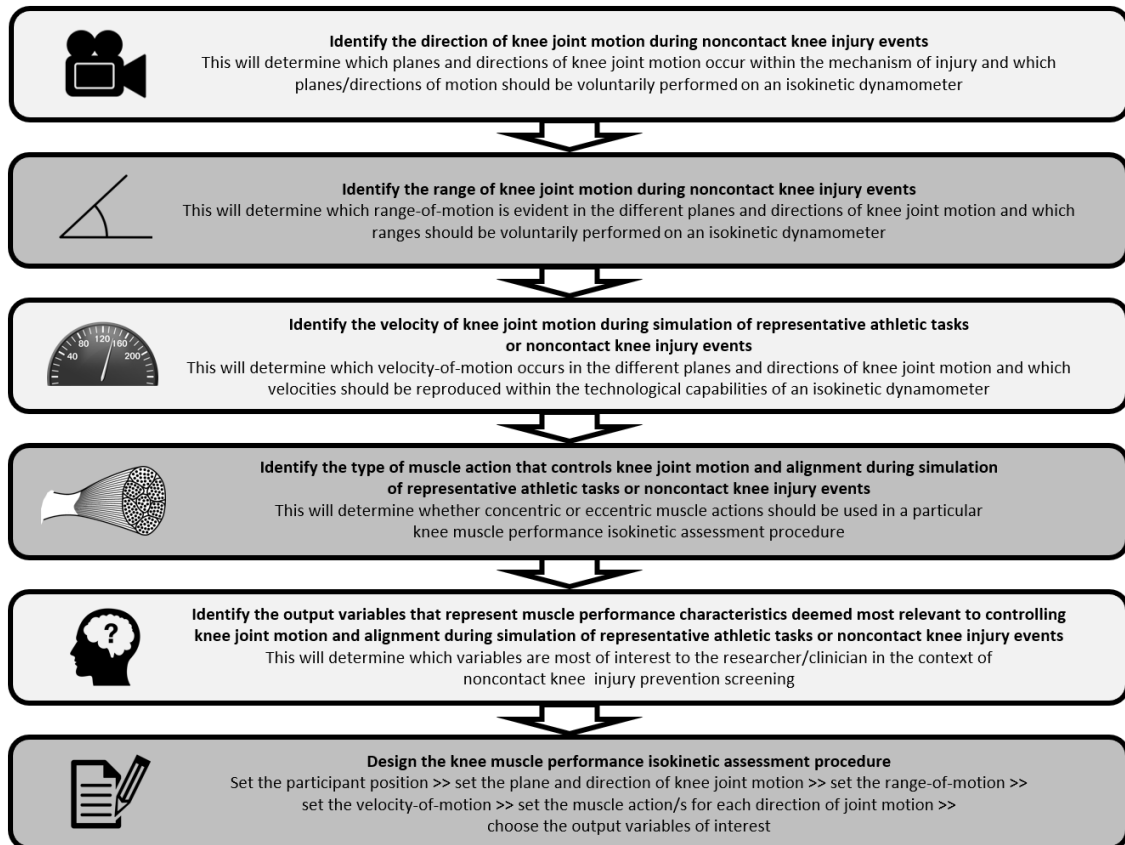 Identify the direction of knee joint motion during noncontact knee injury events
This will determine which planes and directions of knee joint motion occur within the mechanism of injury and which
planes/directions of motion should be voluntarily performed on an isokinetic dynamometer
Identify the range of knee joint motion during noncontact knee injury events
This will determine which range-of-motion is evident in the different planes and directions of knee joint motion and which
ranges should be voluntarily performed on an isokinetic dynamometer
40 80 120 160 200
Identify the velocity of knee joint motion during simulation of representative athletic tasks
or noncontact knee injury events
This will determine which velocity-of-motion occurs in the different planes and directions of knee joint motion and which
velocities should be reproduced within the technological capabilities of an isokinetic dynamometer
Identify the type of muscle action that controls knee joint motion and alignment during simulation
of representative athletic tasks or noncontact knee injury events
This will determine whether concentric or eccentric muscle actions should be used in a particular
knee muscle performance isokinetic assessment procedure
?
Identify the output variables that represent muscle performance characteristics deemed most relevant to controlling
knee joint motion and alignment during simulation of representative athletic tasks or noncontact knee injury events
This will determine which variables are most of interest to the researcher/clinician in the context of
noncontact knee injury prevention screening
Design the knee muscle performance isokinetic assessment procedure
Set the participant position >> set the plane and direction of knee joint motion >> set the range-of-motion >>
set the velocity-of-motion >> set the muscle action/s for each direction of joint motion >>
choose the output variables of interest